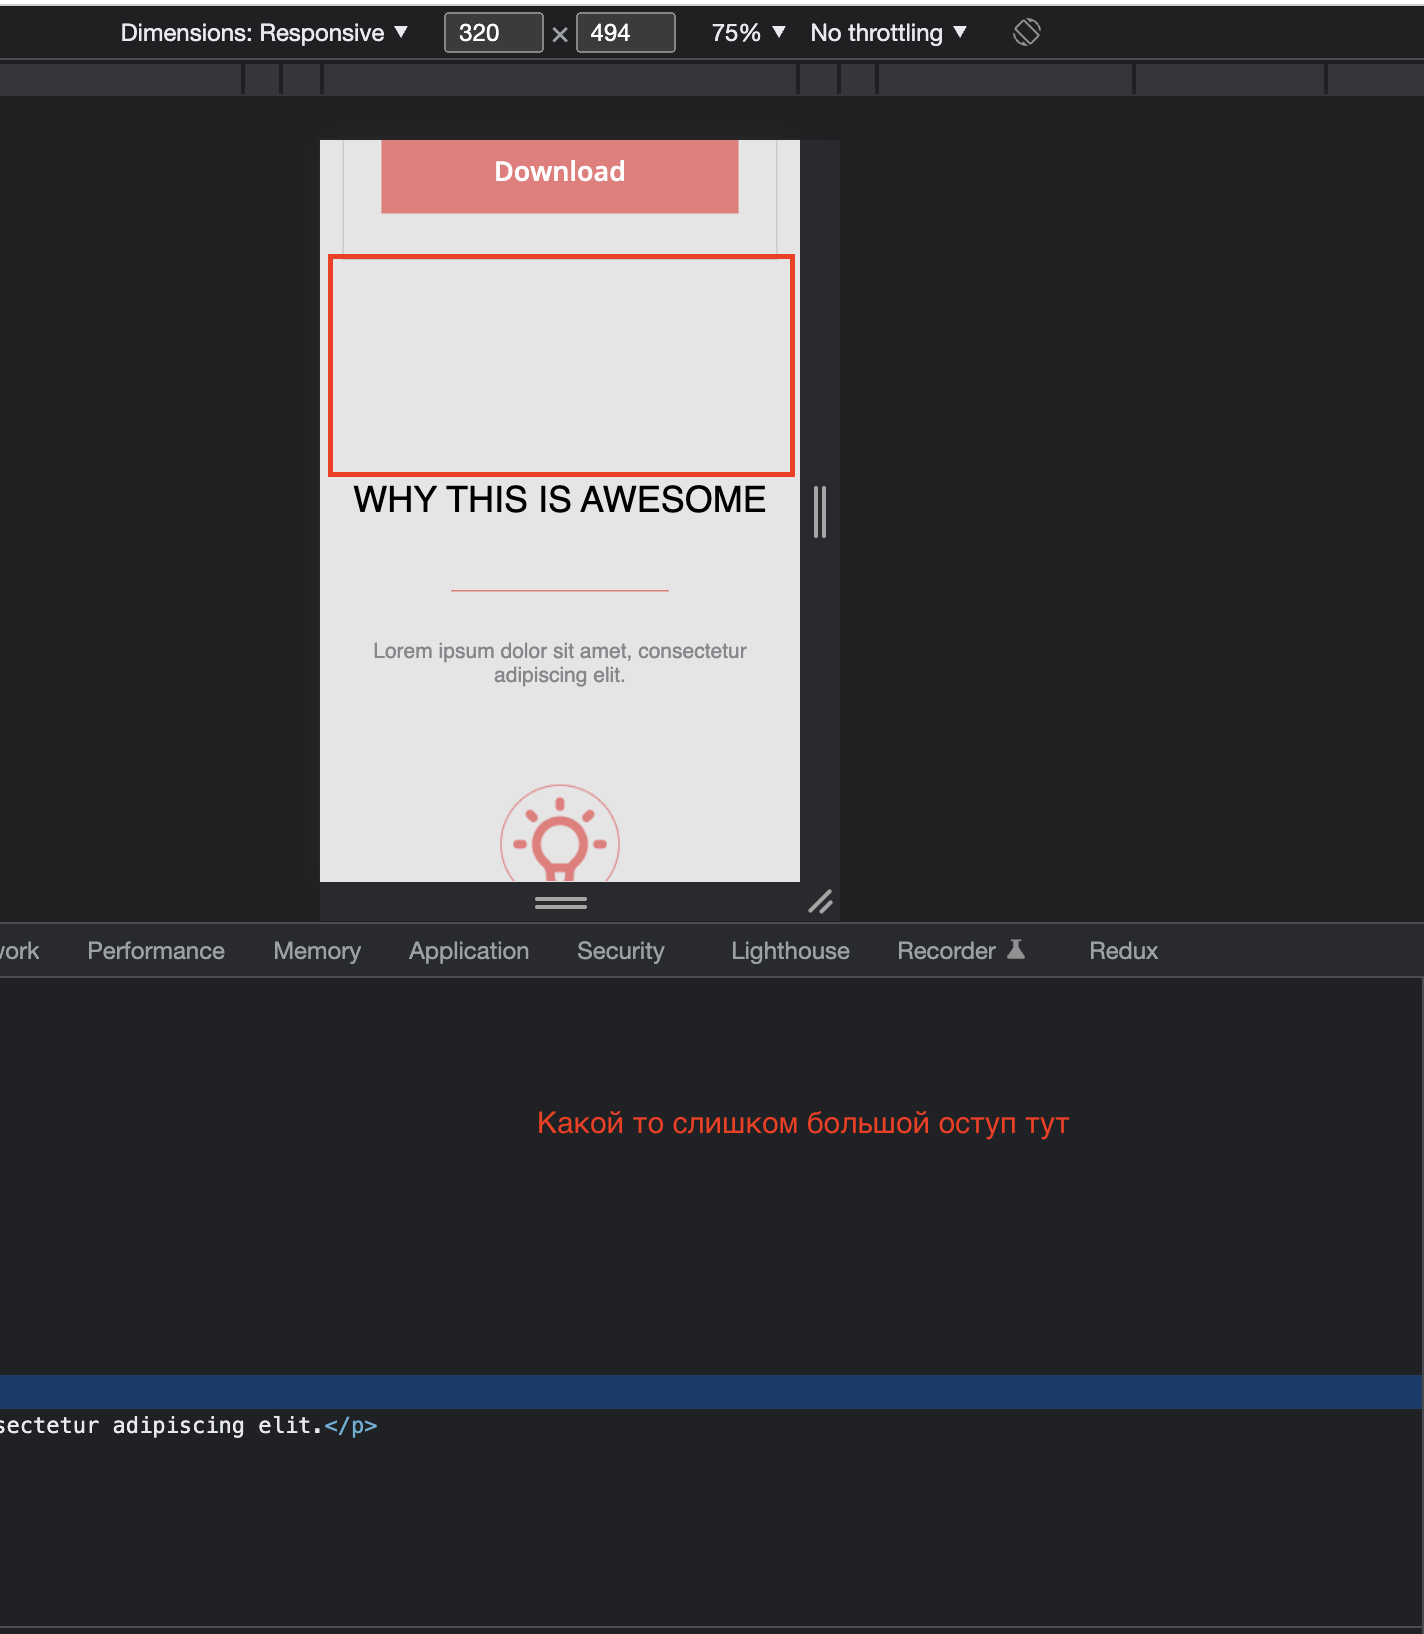 Dimensions: Responsive ▼ 320 × 494 75% ▼ No throttling ▼
Download
WHY THIS IS AWESOME
Lorem ipsum dolor sit amet, consectetur
adipiscing elit.
vork Performance Memory Application Security Lighthouse Recorder Redux
Какой то слишком большой оступ тут
sectetur adipiscing elit.</p>